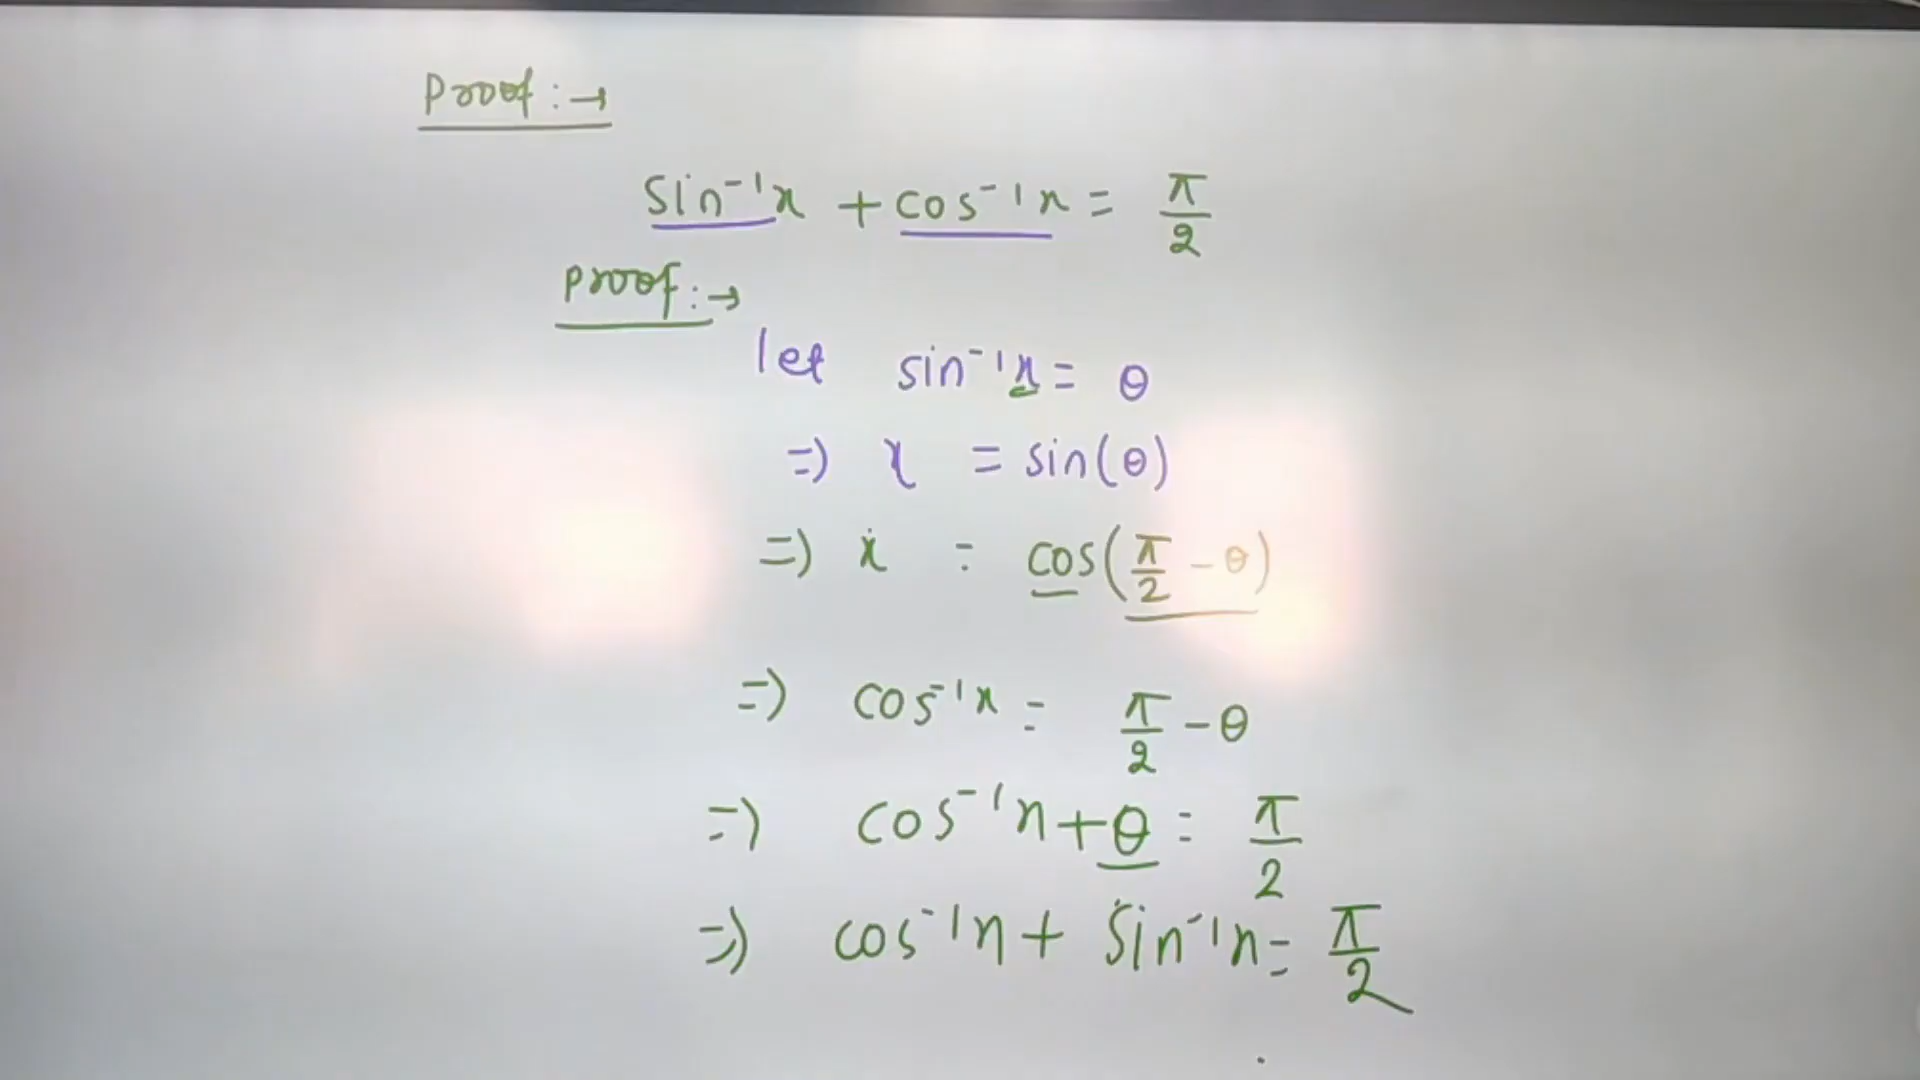 Proof :→
sin⁻¹x + cos⁻¹x = π/2
proof :→
let sin⁻¹x = θ
⇒ x = sin(θ)
⇒ x = cos(π/2 - θ)
⇒ cos⁻¹x = π/2 - θ
⇒ cos⁻¹x + θ = π/2
⇒ cos⁻¹x + sin⁻¹x = π/2